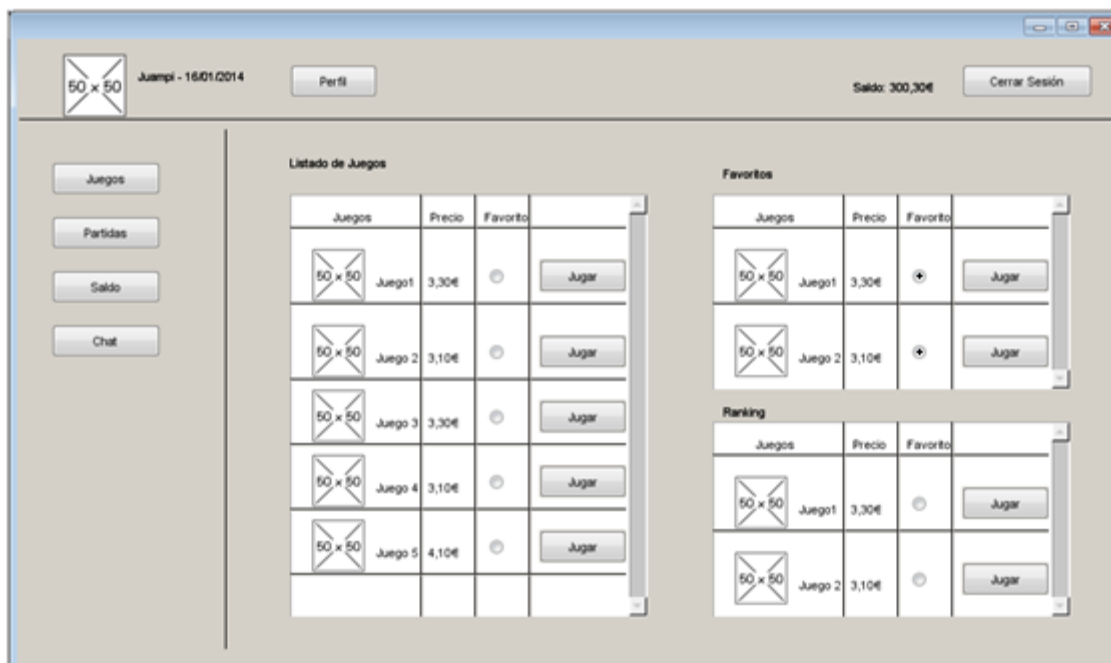 50 x 50 Juampi - 16/01/2014 Perfil Saldo: 300,30€ Cerrar Sesión
Juegos
Partidas
Saldo
Chat
Listado de Juegos
Juegos Precio Favorito
50 x 50 Juego1 3,30€ Jugar
50 x 50 Juego 2 3,10€ Jugar
50 x 50 Juego 3 3,30€ Jugar
50 x 50 Juego 4 3,10€ Jugar
50 x 50 Juego 5 4,10€ Jugar
Favoritos
Juegos Precio Favorito
50 x 50 Juego1 3,30€ Jugar
50 x 50 Juego 2 3,10€ Jugar
Ranking
Juegos Precio Favorito
50 x 50 Juego1 3,30€ Jugar
50 x 50 Juego 2 3,10€ Jugar